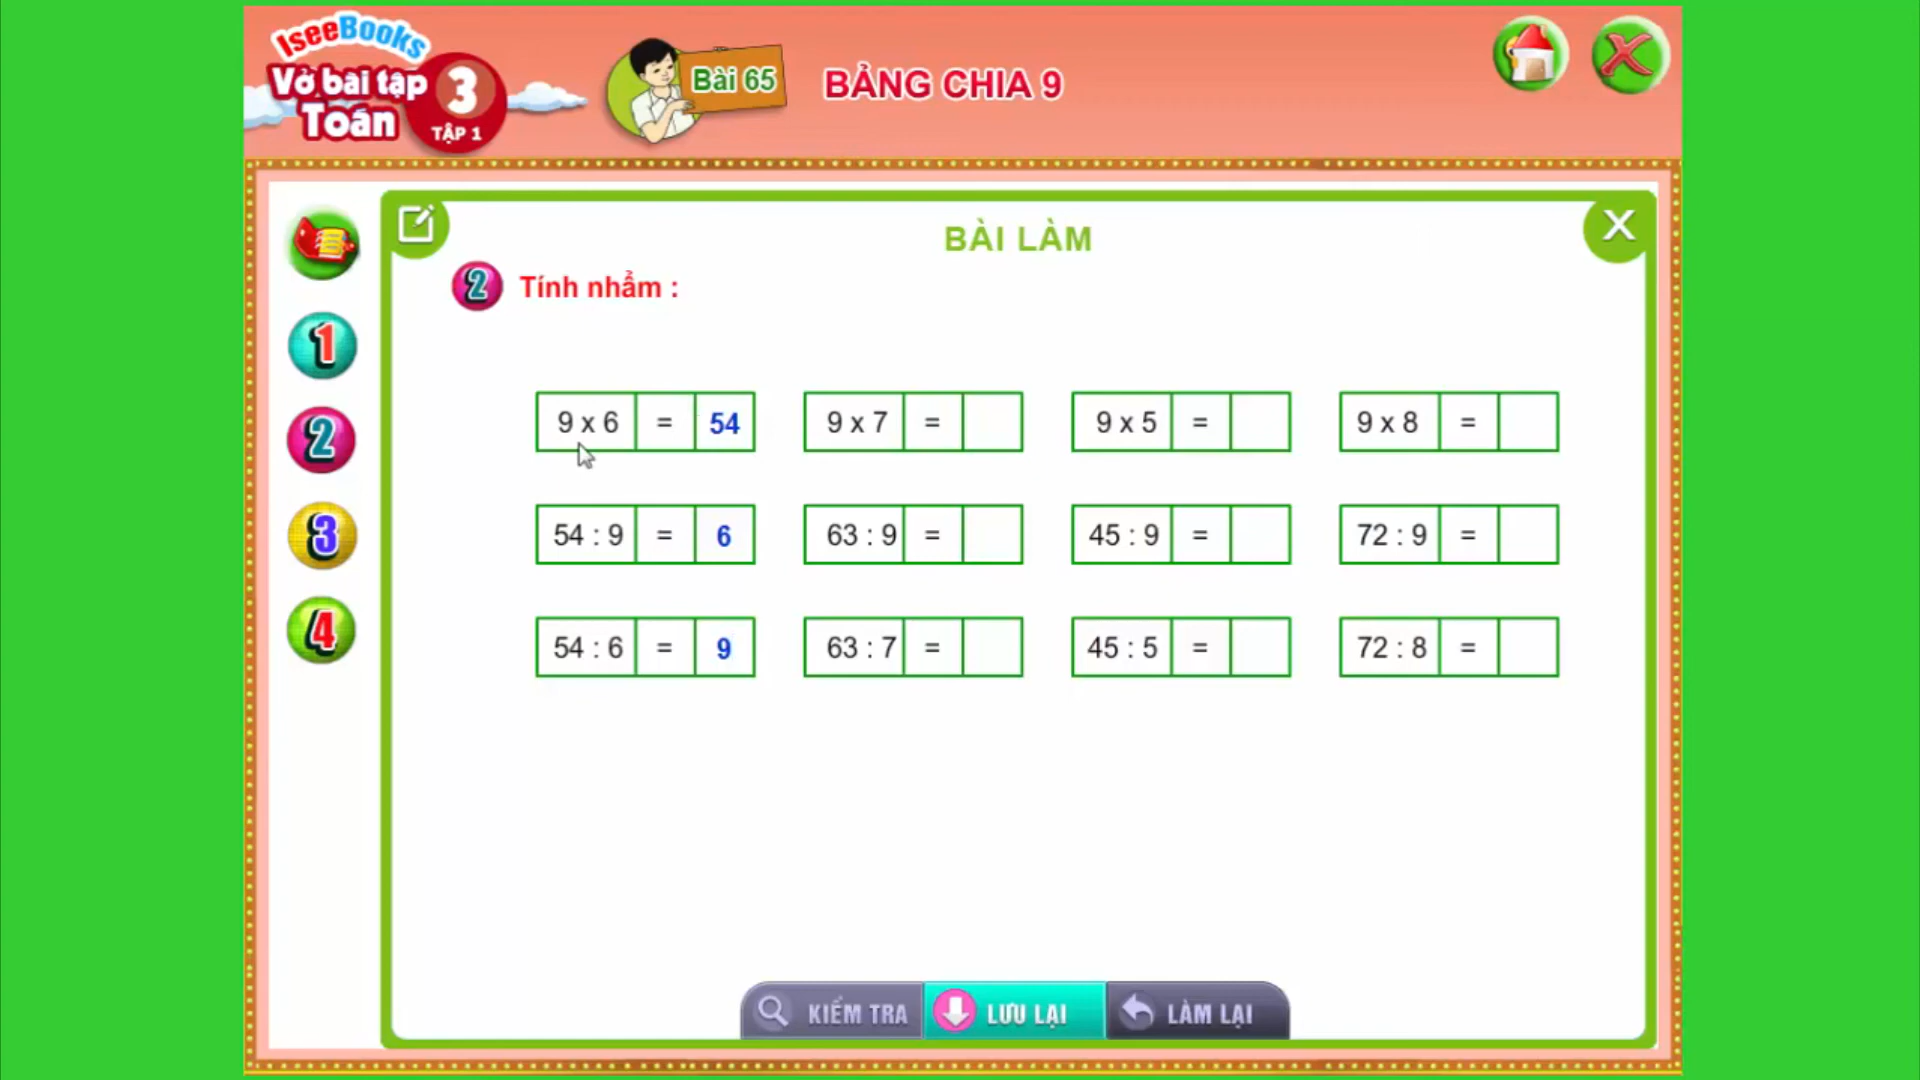 IseeBooks
Vở bài tập
Toán
3
TẬP 1
Bài 65
BẢNG CHIA 9
BÀI LÀM
2 Tính nhẩm :
1
2
3
4
9 x 6 = 54 9 x 7 = 9 x 5 = 9 x 8 =
54 : 9 = 6 63 : 9 = 45 : 9 = 72 : 9 =
54 : 6 = 9 63 : 7 = 45 : 5 = 72 : 8 =
KIỂM TRA LƯU LẠI LÀM LẠI